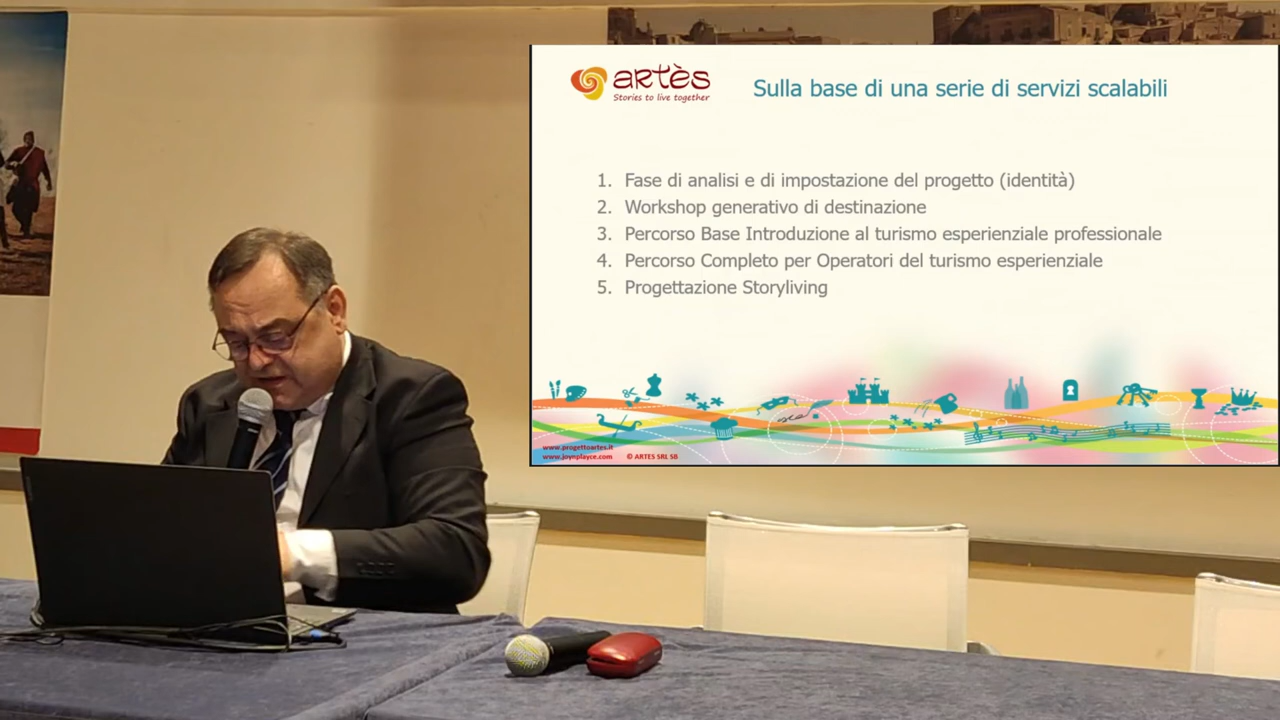 artès
Stories to live together
Sulla base di una serie di servizi scalabili
1. Fase di analisi e di impostazione del progetto (identità)
2. Workshop generativo di destinazione
3. Percorso Base Introduzione al turismo esperienziale professionale
4. Percorso Completo per Operatori del turismo esperienziale
5. Progettazione Storyliving
www.progettoartes.it
www.joynplayce.com © ARTES SRL SB